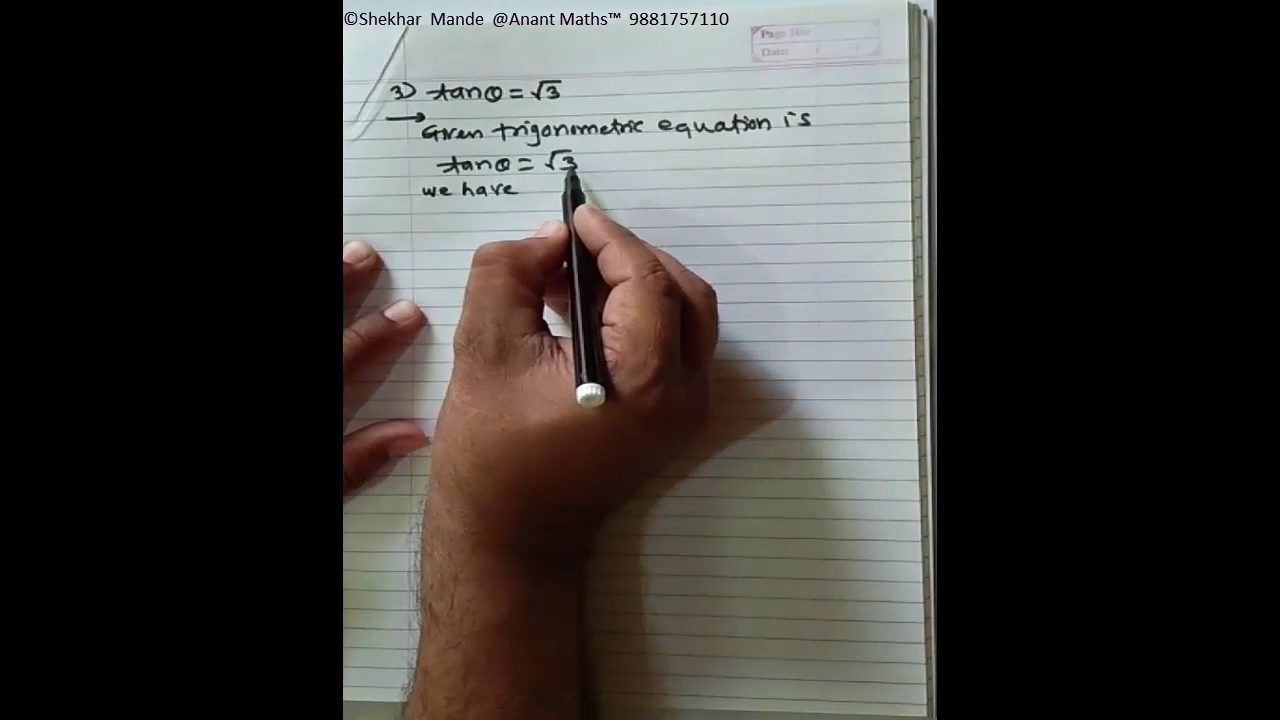 ©Shekhar Mande @Anant Maths™ 9881757110
Page No:
Date: / /
3) tanθ = √3
→ Given trigonometric equation is
tanθ = √3
we have